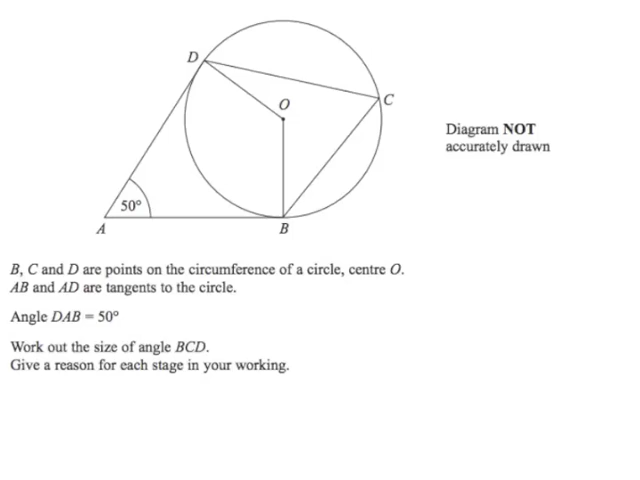 D
O
C
Diagram NOT
accurately drawn
50°
A
B
B, C and D are points on the circumference of a circle, centre O.
AB and AD are tangents to the circle.
Angle DAB = 50°
Work out the size of angle BCD.
Give a reason for each stage in your working.